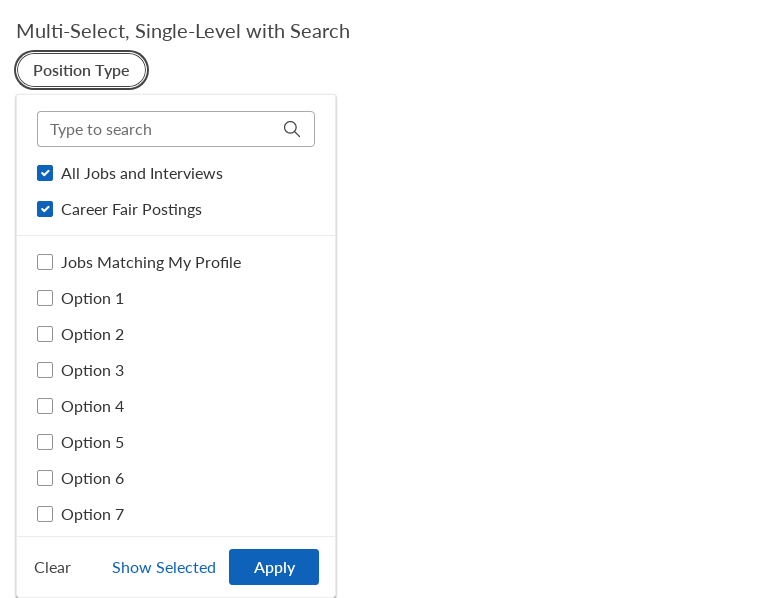 Multi-Select, Single-Level with Search
Position Type
Type to search
All Jobs and Interviews
Career Fair Postings
Jobs Matching My Profile
Option 1
Option 2
Option 3
Option 4
Option 5
Option 6
Option 7
Clear Show Selected Apply